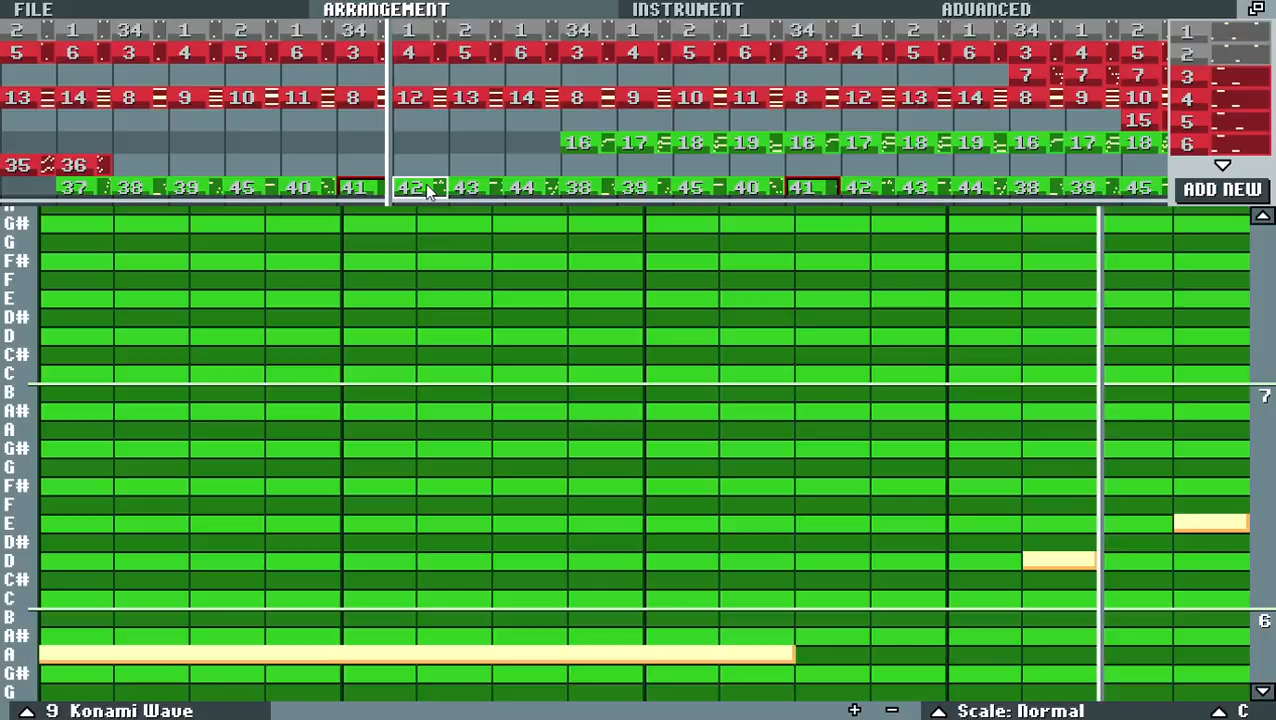 FILE ARRANGEMENT INSTRUMENT ADVANCED
2 1 34 1 2 1 34 1 2 1 34 1 2 1 34 1 2 1 34 1 2 1
5 6 3 4 5 6 3 4 5 6 3 4 5 6 3 4 5 6 3 4 5 2
7 7 7 3
13 14 8 9 10 11 8 12 13 14 8 9 10 11 8 12 13 14 8 9 10 4
15 5
16 17 18 19 16 17 18 19 16 17 18 6
35 36
37 38 39 45 40 41 42 43 44 38 39 45 40 41 42 43 44 38 39 45 ADD NEW
G#
G
F#
F
E
D#
D
C#
C
B 7
A#
A
G#
G
F#
F
E
D#
D
C#
C
B 6
A#
A
G#
G
9 Konami Wave + − Scale: Normal C